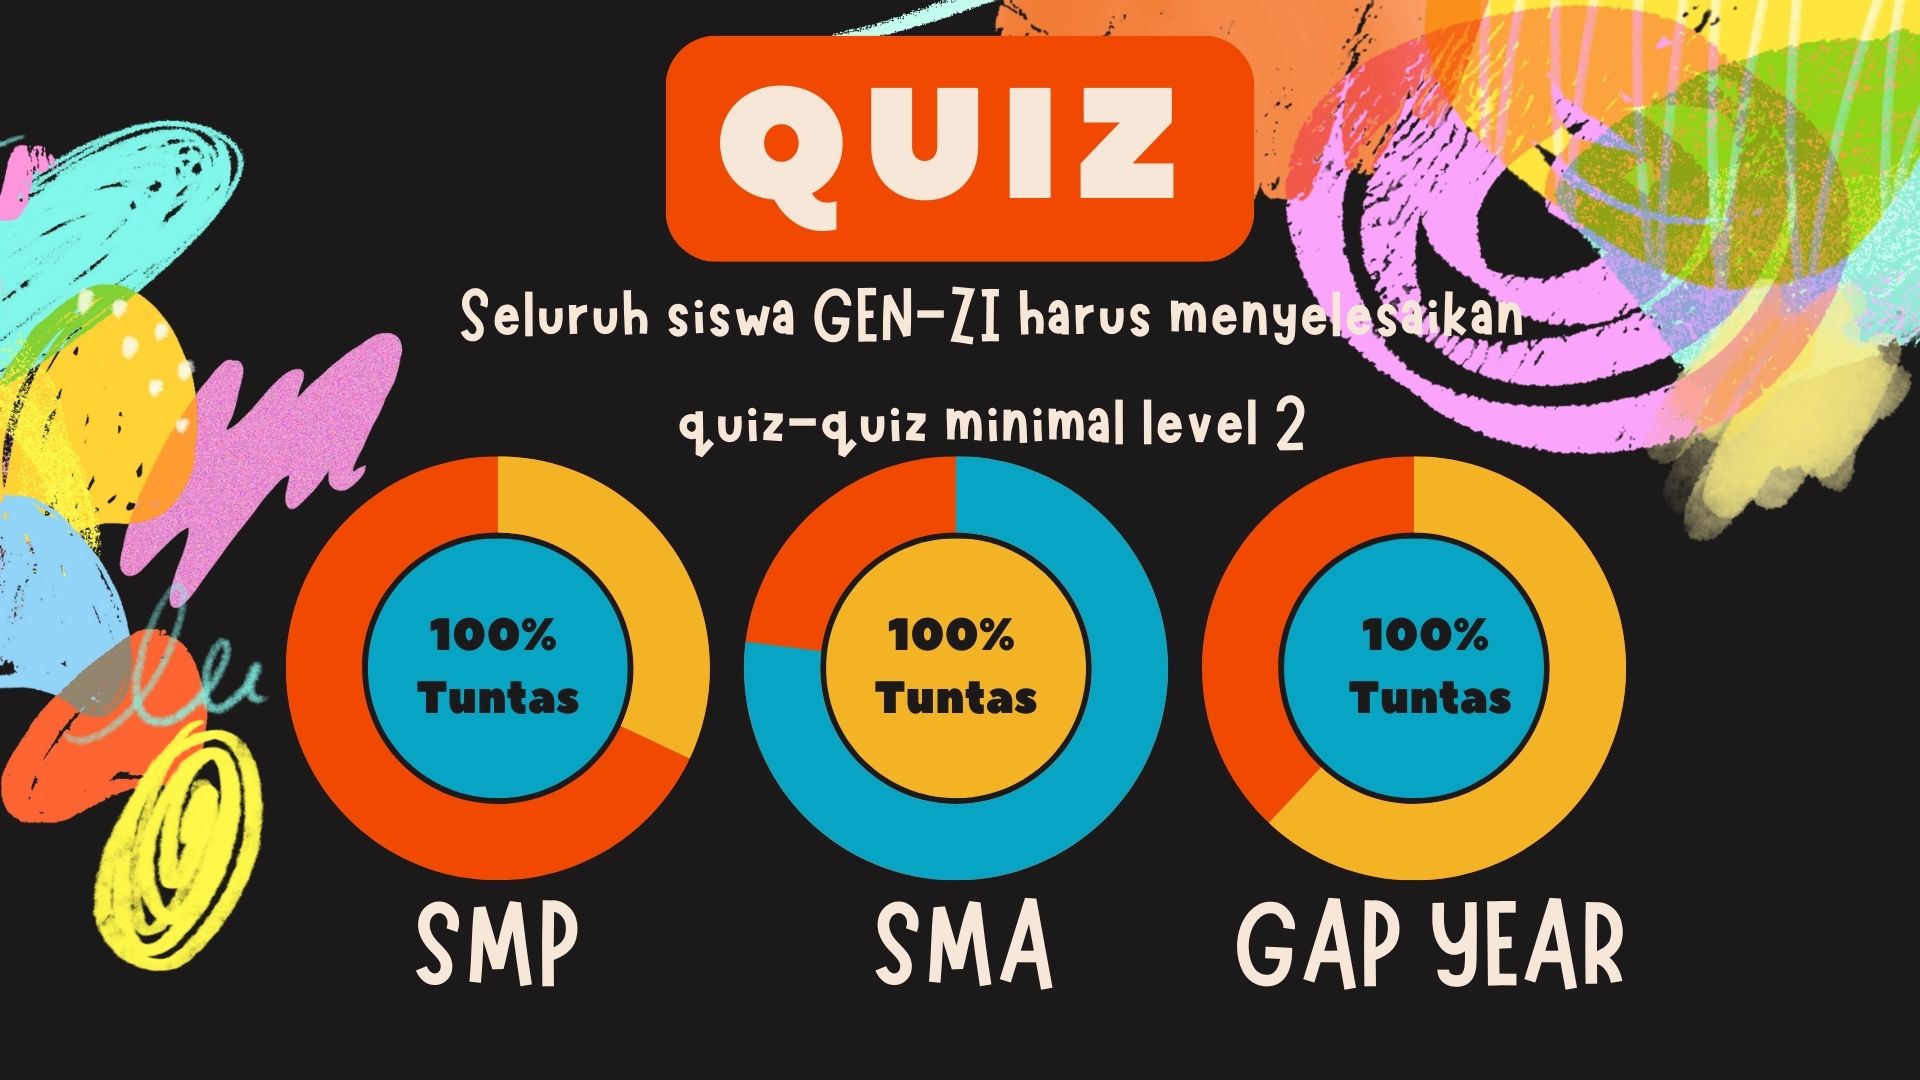 QUIZ
Seluruh siswa GEN-ZI harus menyelesaikan
quiz-quiz minimal level 2
100%
Tuntas
100%
Tuntas
100%
Tuntas
SMP
SMA
GAP YEAR